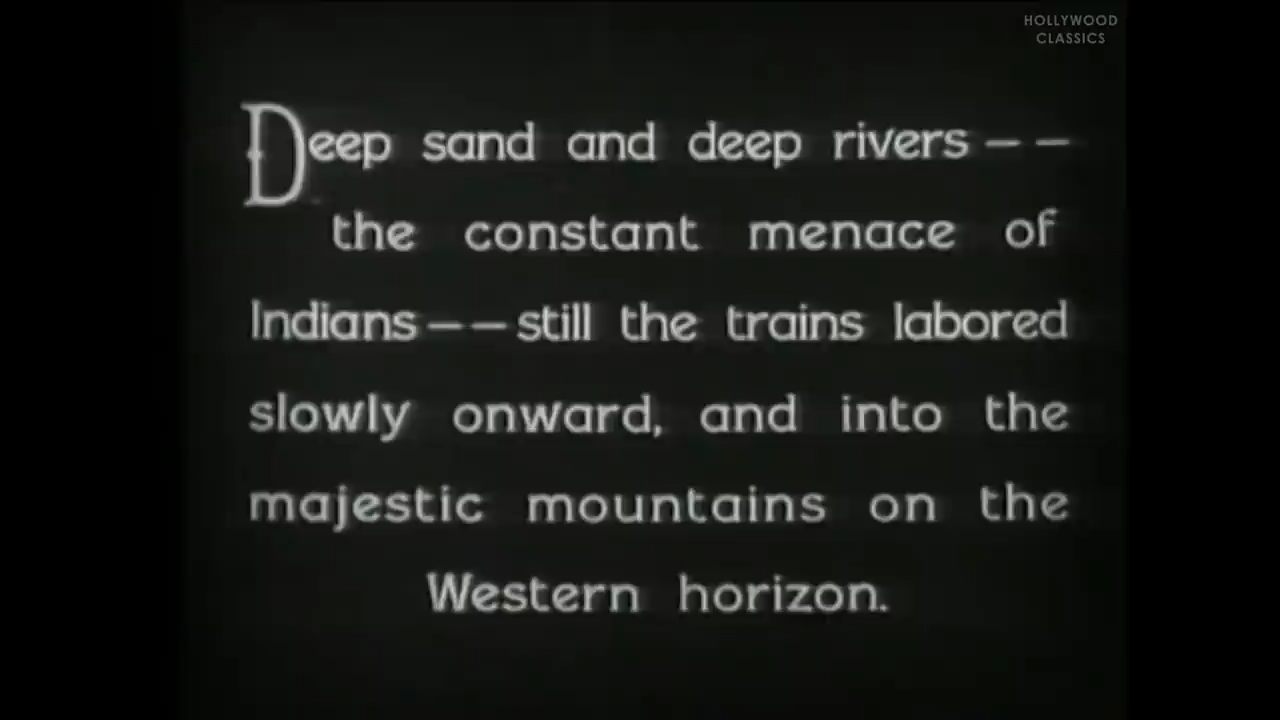 HOLLYWOOD
CLASSICS
Deep sand and deep rivers――
the constant menace of
Indians――still the trains labored
slowly onward, and into the
majestic mountains on the
Western horizon.